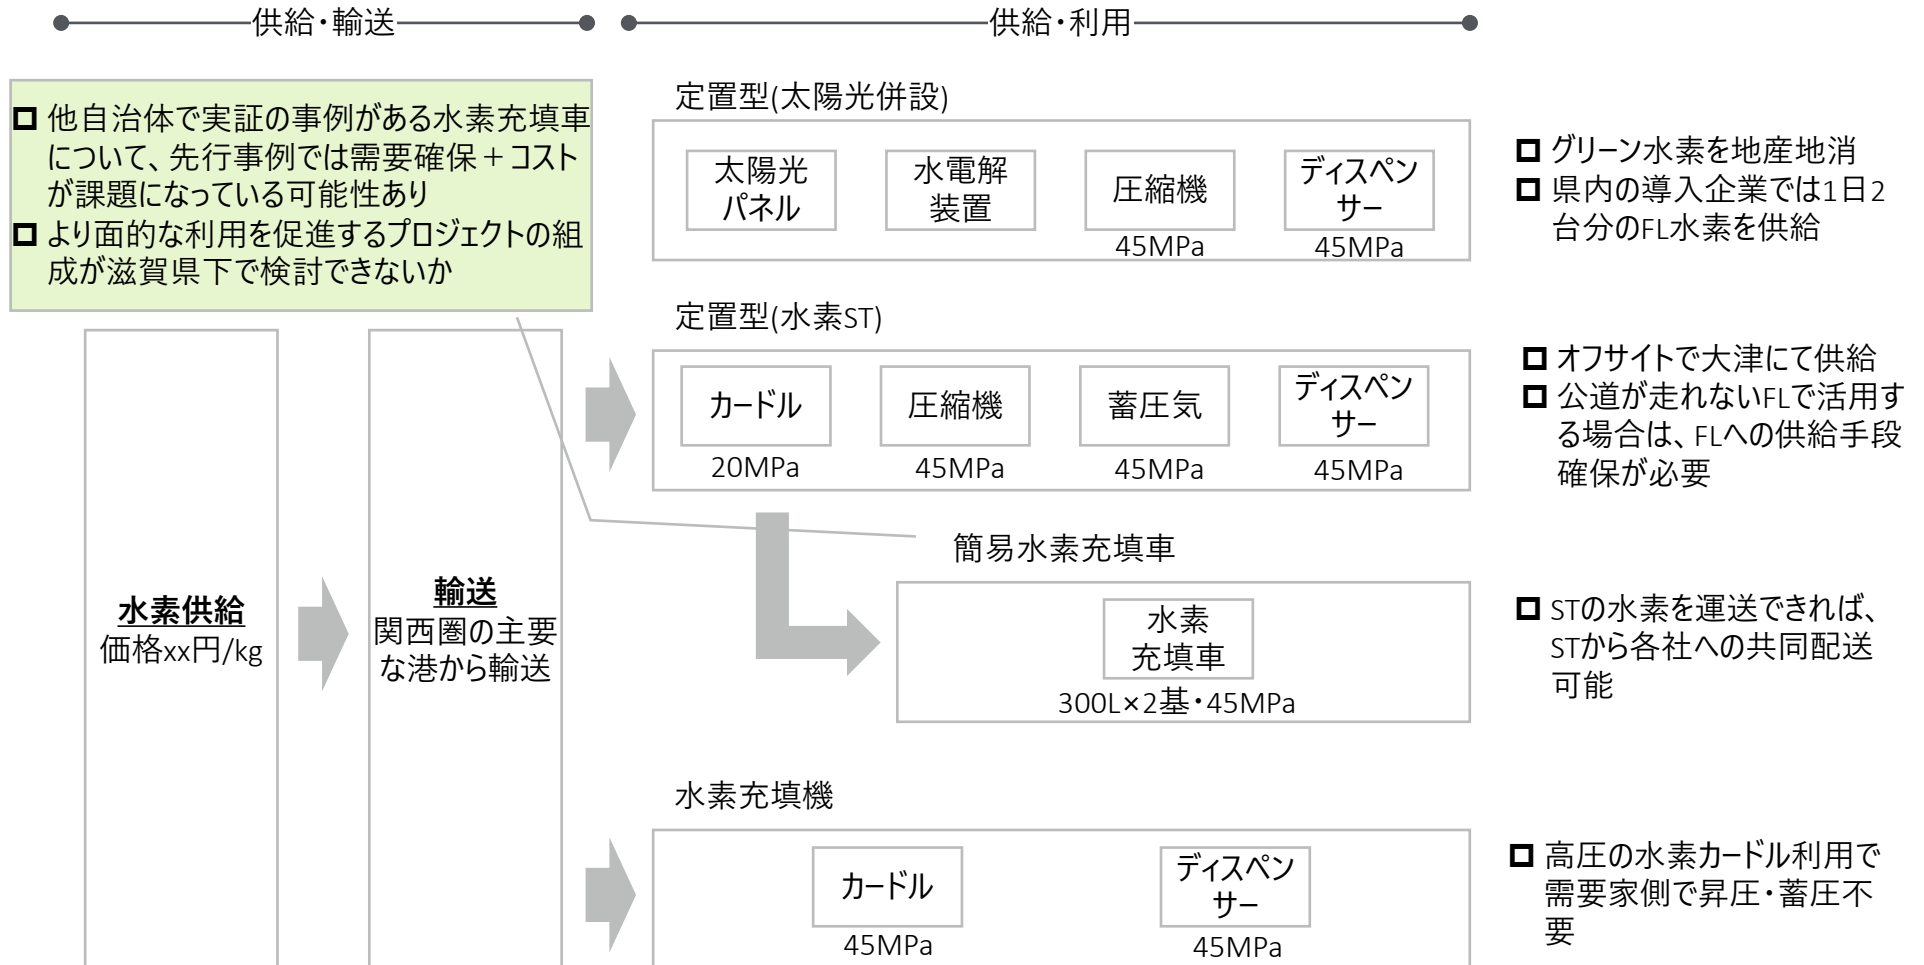 供給・輸送
供給・利用
他自治体で実証の事例がある水素充填車
について、先行事例では需要確保＋コスト
が課題になっている可能性あり
より面的な利用を促進するプロジェクトの組
成が滋賀県下で検討できないか
水素供給
価格xx円/kg
輸送
関西圏の主要
な港から輸送
定置型(太陽光併設)
太陽光
パネル
水電解
装置
圧縮機
45MPa
ディスペン
サー
45MPa
グリーン水素を地産地消
県内の導入企業では1日2
台分のFL水素を供給
定置型(水素ST)
カードル
20MPa
圧縮機
45MPa
蓄圧気
45MPa
ディスペン
サー
45MPa
オフサイトで大津にて供給
公道が走れないFLで活用す
る場合は、FLへの供給手段
確保が必要
簡易水素充填車
水素
充填車
300L×2基・45MPa
STの水素を運送できれば、
STから各社への共同配送
可能
水素充填機
カードル
45MPa
ディスペン
サー
45MPa
高圧の水素カードル利用で
需要家側で昇圧・蓄圧不
要